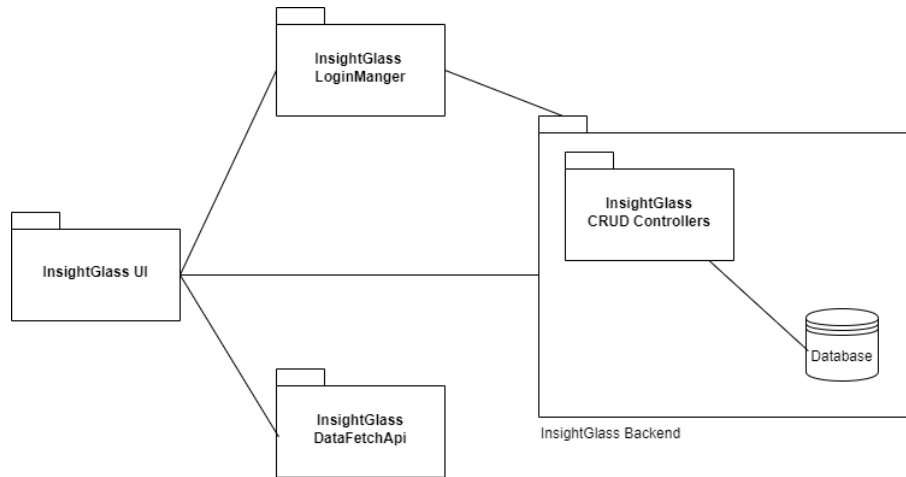 InsightGlass
LoginManger
InsightGlass
CRUD Controllers
InsightGlass UI
Database
InsightGlass
DataFetchApi
InsightGlass Backend